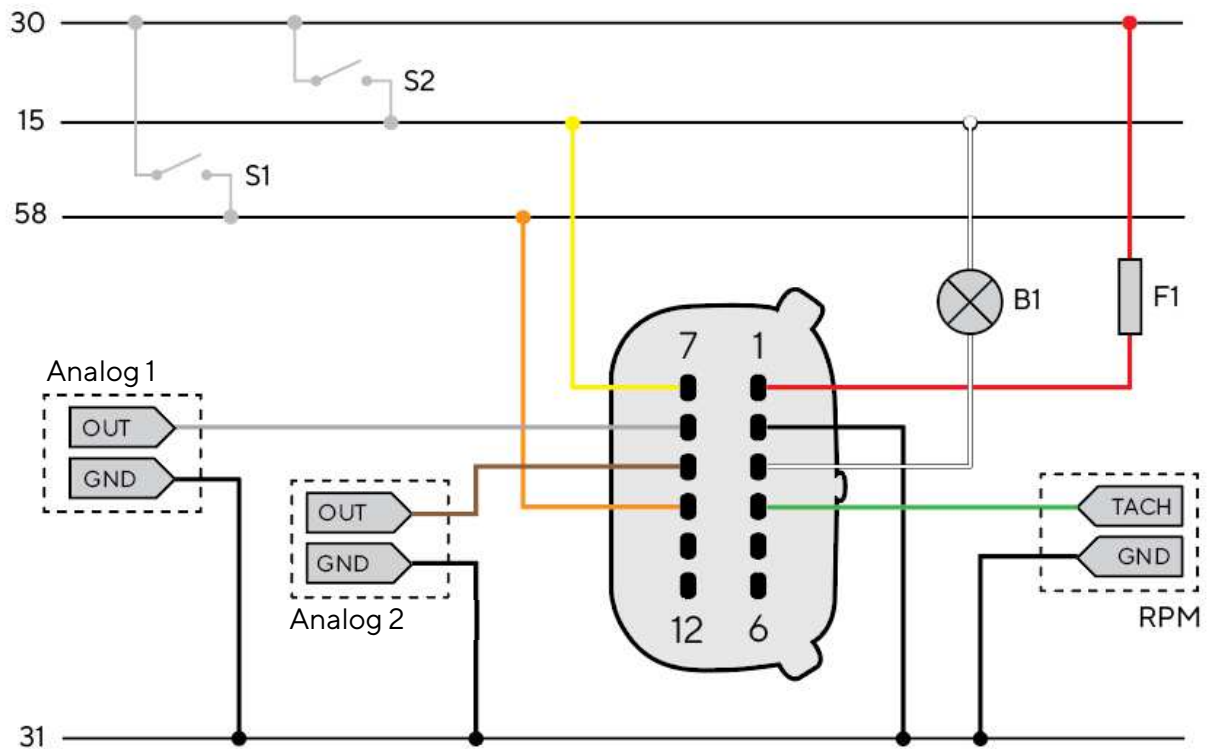 30
S2
15
S1
58
B1
F1
7 1
Analog 1
OUT
GND
OUT
GND
Analog 2
TACH
GND
RPM
12 6
31